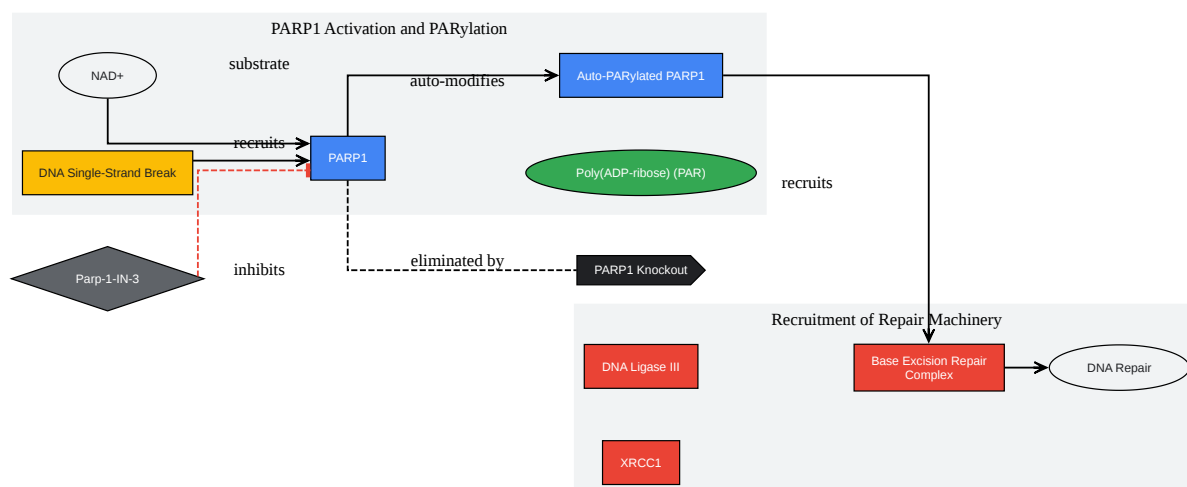 PARP1 Activation and PARylation
substrate
NAD+
auto-modifies
Auto-PARylated PARP1
recruits
PARP1
DNA Single-Strand Break
Poly(ADP-ribose) (PAR)
recruits
inhibits
eliminated by
Parp-1-IN-3
PARP1 Knockout
Recruitment of Repair Machinery
DNA Ligase III
Base Excision Repair
Complex
DNA Repair
XRCC1